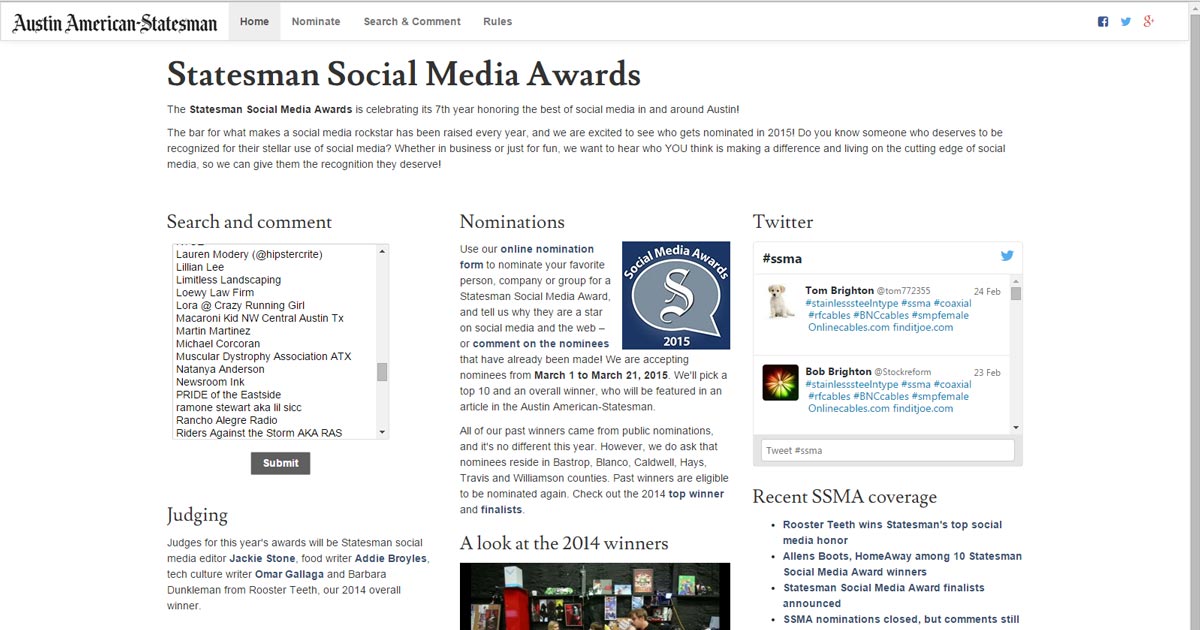 Austin American-Statesman
Home
Nominate
Search & Comment
Rules
Statesman Social Media Awards
The Statesman Social Media Awards is celebrating its 7th year honoring the best of social media in and around Austin!
The bar for what makes a social media rockstar has been raised every year, and we are excited to see who gets nominated in 2015! Do you know someone who deserves to be
recognized for their stellar use of social media? Whether in business or just for fun, we want to hear who YOU think is making a difference and living on the cutting edge of social
media, so we can give them the recognition they deserve!
Search and comment
Lauren Modery (@hipstercrite)
Lillian Lee
Limitless Landscaping
Loewy Law Firm
Lora @ Crazy Running Girl
Macaroni Kid NW Central Austin Tx
Martin Martinez
Michael Corcoran
Muscular Dystrophy Association ATX
Natanya Anderson
Newsroom Ink
PRIDE of the Eastside
ramone stewart aka lil sicc
Rancho Alegre Radio
Riders Against the Storm AKA RAS
Submit
Judging
Judges for this year's awards will be Statesman social
media editor Jackie Stone, food writer Addie Broyles,
tech culture writer Omar Gallaga and Barbara
Dunkleman from Rooster Teeth, our 2014 overall
winner.
Nominations
Use our online nomination
form to nominate your favorite
person, company or group for a
Statesman Social Media Award,
and tell us why they are a star
on social media and the web –
or comment on the nominees
that have already been made! We are accepting
nominees from March 1 to March 21, 2015. We'll pick a
top 10 and an overall winner, who will be featured in an
article in the Austin American-Statesman.
Social Media Awards
S
2015
All of our past winners came from public nominations,
and it's no different this year. However, we do ask that
nominees reside in Bastrop, Blanco, Caldwell, Hays,
Travis and Williamson counties. Past winners are eligible
to be nominated again. Check out the 2014 top winner
and finalists.
A look at the 2014 winners
Twitter
#ssma
Tom Brighton @tom772355 24 Feb
#stainlesssteelntype #ssma #coaxial
#rfcables #BNCcables #smpfemale
Onlinecables.com finditjoe.com
Bob Brighton @Stockreform 23 Feb
#stainlesssteelntype #ssma #coaxial
#rfcables #BNCcables #smpfemale
Onlinecables.com finditjoe.com
Tweet #ssma
Recent SSMA coverage
Rooster Teeth wins Statesman's top social
media honor
Allens Boots, HomeAway among 10 Statesman
Social Media Award winners
Statesman Social Media Award finalists
announced
SSMA nominations closed, but comments still